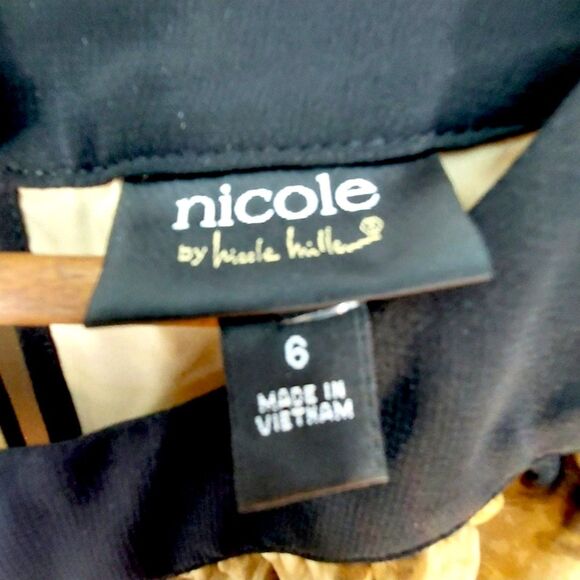 nicole
By nicole miller
6
MADE IN
VIETNAM